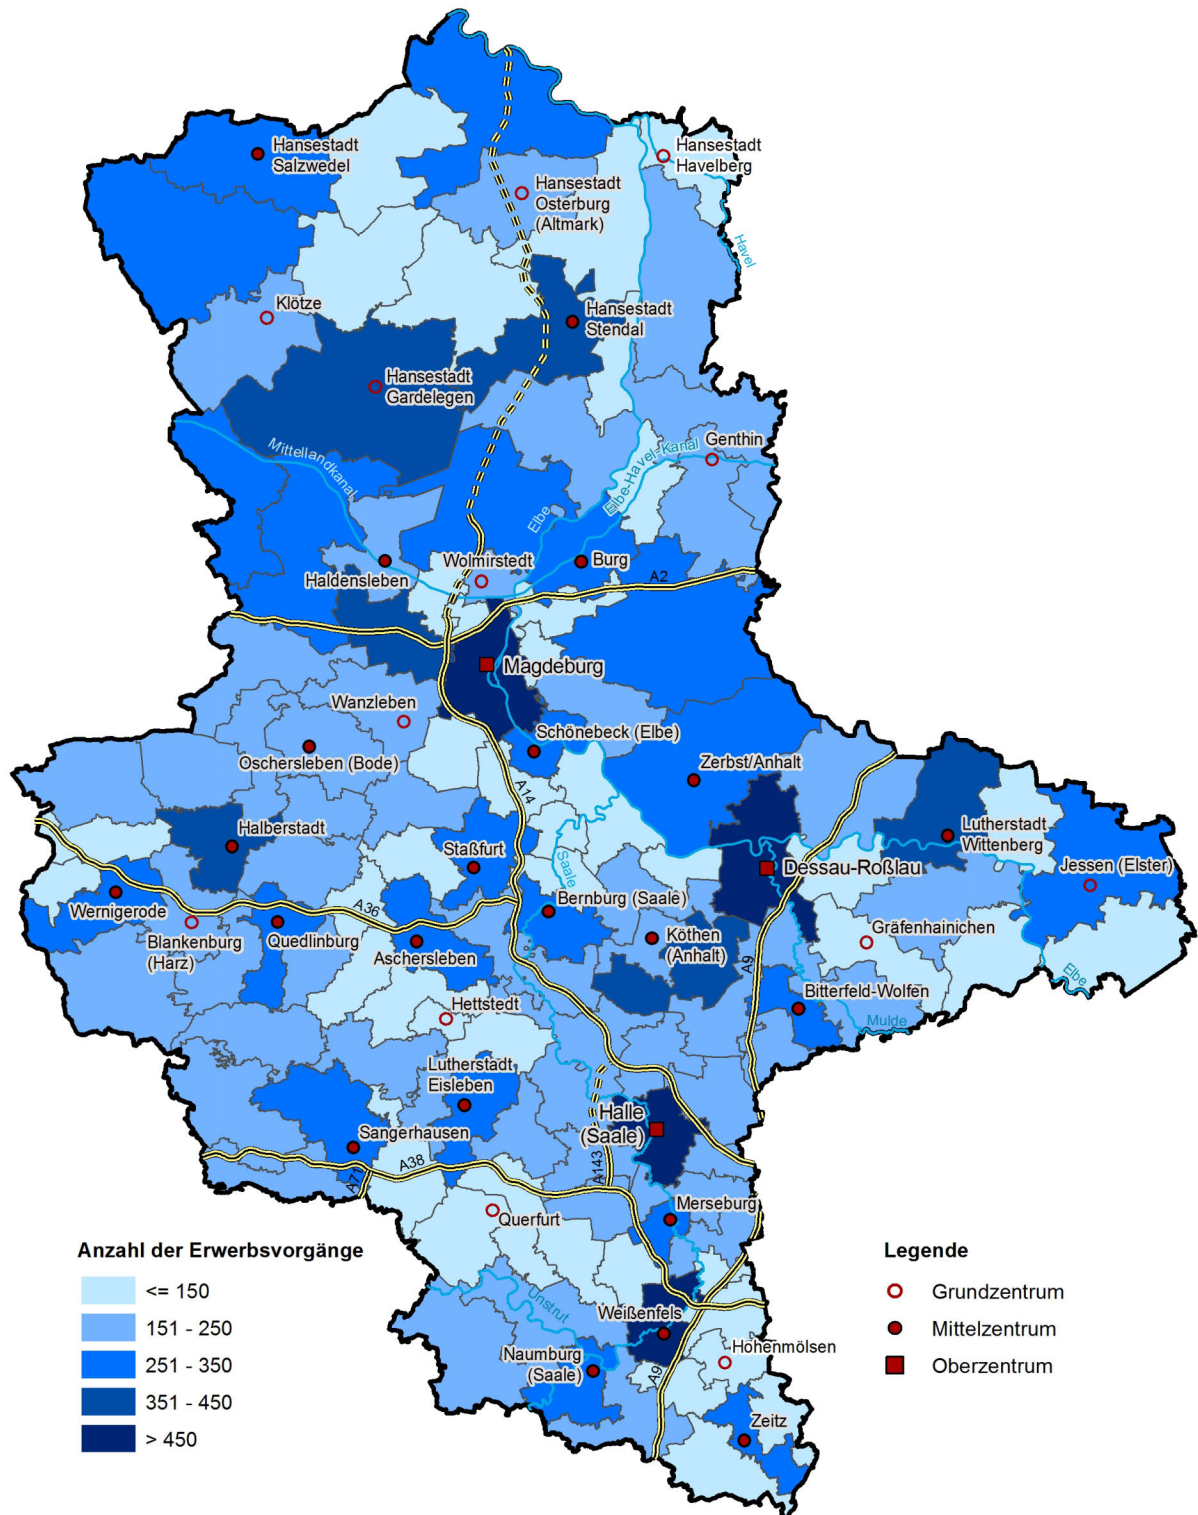 Hansestadt
Salzwedel
Hansestadt
Havelberg
Hansestadt
Osterburg
(Altmark)
Havel
Klötze
Hansestadt
Stendal
Hansestadt
Gardelegen
Mittellandkanal
Genthin
Elbe-Havel-Kanal
Elbe
Wolmirstedt
Burg
Haldensleben
A2
Magdeburg
Wanzleben
Schönebeck (Elbe)
Oschersleben (Bode)
Zerbst/Anhalt
A14
Halberstadt
Lutherstadt
Wittenberg
Staßfurt
Saale
Dessau-Roßlau
Jessen (Elster)
Wernigerode
A36
Bernburg (Saale)
Blankenburg
(Harz)
Quedlinburg
Köthen
(Anhalt)
Gräfenhainichen
Aschersleben
A9
Elbe
Bitterfeld-Wolfen
Hettstedt
Mulde
Lutherstadt
Eisleben
Halle
(Saale)
Sangerhausen
A38
A143
A71
Merseburg
Querfurt
Anzahl der Erwerbsvorgänge
<= 150
151 - 250
251 - 350
351 - 450
> 450
Legende
Grundzentrum
Mittelzentrum
Oberzentrum
Unstrut
Weißenfels
Hohenmölsen
Naumburg
(Saale)
A9
Zeitz